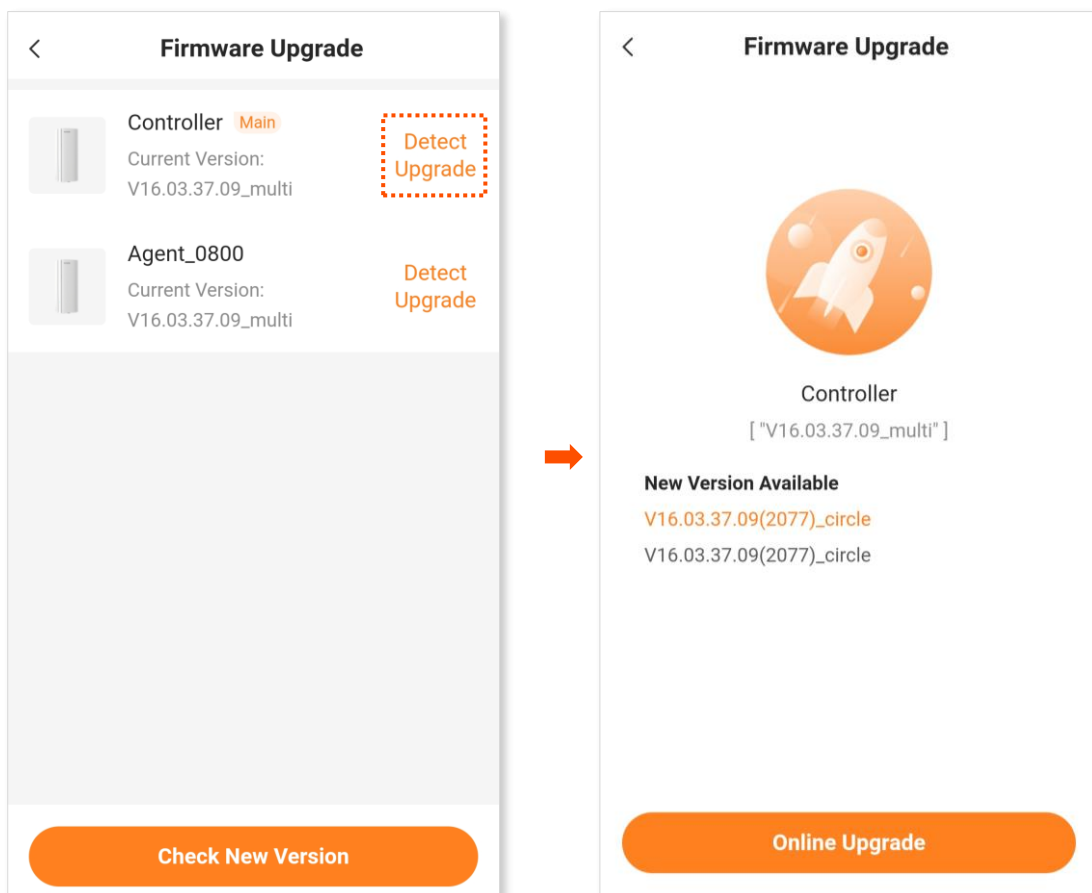 Firmware Upgrade
Controller Main
Current Version:
V16.03.37.09_multi
Detect
Upgrade
Agent_0800
Current Version:
V16.03.37.09_multi
Detect
Upgrade
Check New Version
Firmware Upgrade
Controller
[ "V16.03.37.09_multi" ]
New Version Available
V16.03.37.09(2077)_circle
V16.03.37.09(2077)_circle
Online Upgrade